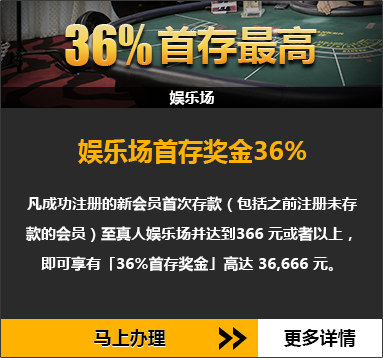 36%首存最高
娱乐场
娱乐场首存奖金36%
凡成功注册的新会员首次存款（包括之前注册未存
款的会员）至真人娱乐场并达到366 元或者以上，
即可享有「36%首存奖金」高达 36,666 元。
马上办理
更多详情